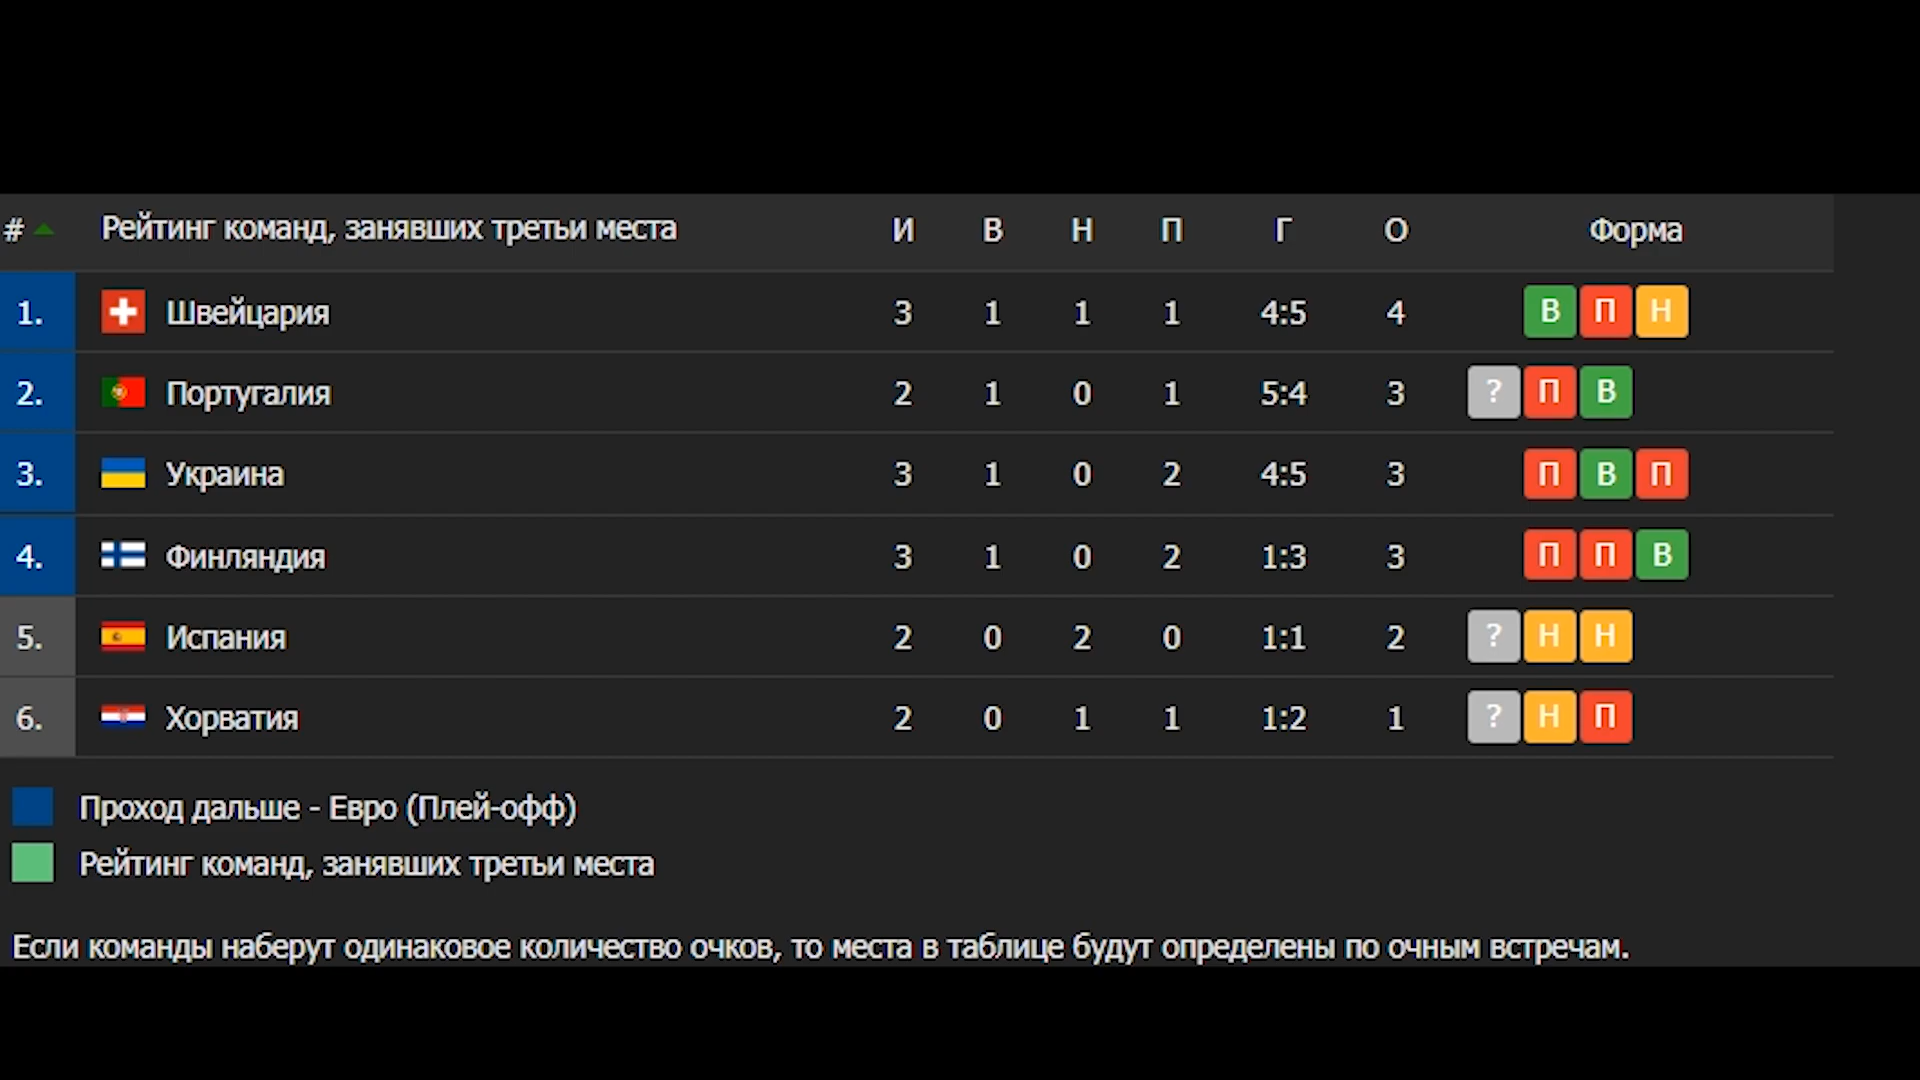 # Рейтинг команд, занявших третьи места И В Н П Г О Форма
1. Швейцария 3 1 1 1 4:5 4 В П Н
2. Португалия 2 1 0 1 5:4 3 ? П В
3. Украина 3 1 0 2 4:5 3 П В П
4. Финляндия 3 1 0 2 1:3 3 П П В
5. Испания 2 0 2 0 1:1 2 ? Н Н
6. Хорватия 2 0 1 1 1:2 1 ? Н П
Проход дальше - Евро (Плей-офф)
Рейтинг команд, занявших третьи места
Если команды наберут одинаковое количество очков, то места в таблице будут определены по очным встречам.